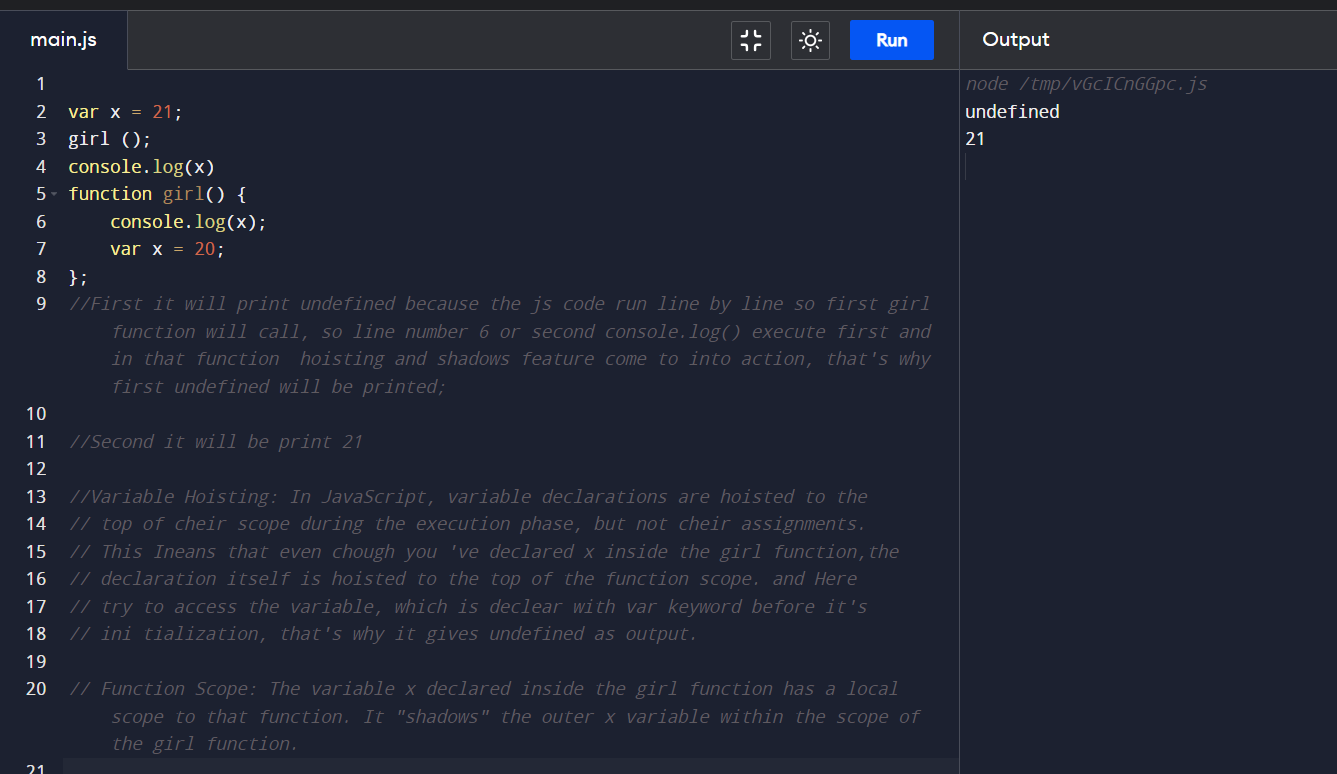 main.js
Run
Output
1
2 var x = 21;
3 girl ();
4 console.log(x)
5 function girl() {
6 console.log(x);
7 var x = 20;
8 };
9 //First it will print undefined because the js code run line by line so first girl
function will call, so line number 6 or second console.log() execute first and
in that function  hoisting and shadows feature come to into action, that's why
first undefined will be printed;
10
11 //Second it will be print 21
12
13 //Variable Hoisting: In JavaScript, variable declarations are hoisted to the
14 // top of cheir scope during the execution phase, but not cheir assignments.
15 // This Ineans that even chough you 've declared x inside the girl function,the
16 // declaration itself is hoisted to the top of the function scope. and Here
17 // try to access the variable, which is declear with var keyword before it's
18 // ini tialization, that's why it gives undefined as output.
19
20 // Function Scope: The variable x declared inside the girl function has a local
scope to that function. It "shadows" the outer x variable within the scope of
the girl function.
21
node /tmp/vGcICnGGpc.js
undefined
21